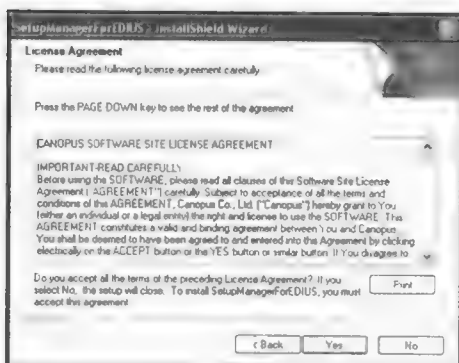 SetupManagerForEDIUS - InstallShield Wizard
License Agreement
Please read the following license agreement carefully.
Press the PAGE DOWN key to see the rest of the agreement.
CANOPUS SOFTWARE SITE LICENSE AGREEMENT
IMPORTANT-READ CAREFULLY:
Before using the SOFTWARE, please read all clauses of this Software Site License
Agreement ("AGREEMENT") carefully. Subject to acceptance of all the terms and
conditions of this AGREEMENT, Canopus Co., Ltd. ("Canopus") hereby grant to You
(either an individual or a legal entity) the right and license to use the SOFTWARE. This
AGREEMENT constitutes a valid and binding agreement between You and Canopus.
You shall be deemed to have been agreed to and entered into this Agreement by clicking
electrically on the ACCEPT button or the YES button or similar button. If You disagree to
Do you accept all the terms of the preceding License Agreement? If you
select No, the setup will close. To install SetupManagerForEDIUS, you must
accept this agreement.
Print
< Back
Yes
No